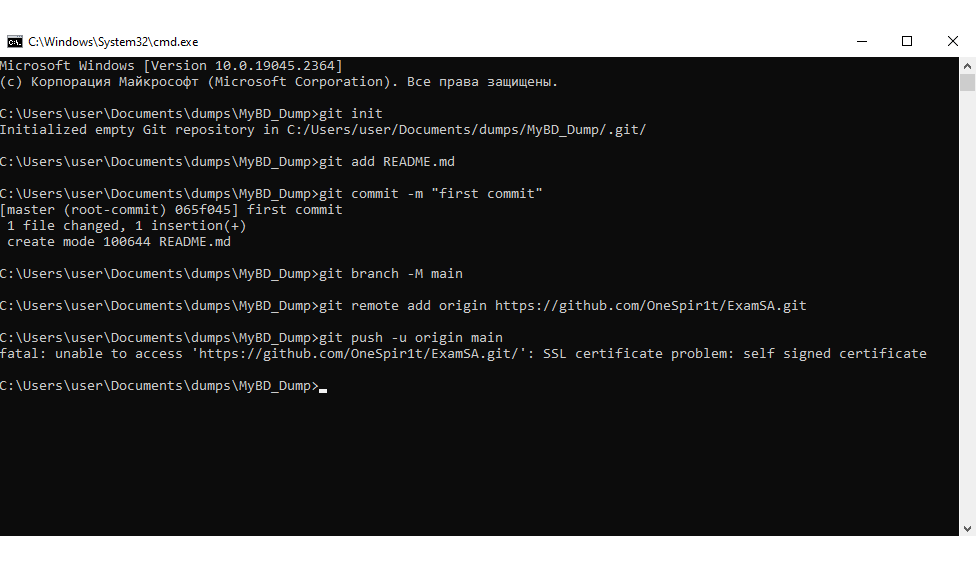 C:\Windows\System32\cmd.exe
Microsoft Windows [Version 10.0.19045.2364]
(c) Корпорация Майкрософт (Microsoft Corporation). Все права защищены.
C:\Users\user\Documents\dumps\MyBD_Dump>git init
Initialized empty Git repository in C:/Users/user/Documents/dumps/MyBD_Dump/.git/
C:\Users\user\Documents\dumps\MyBD_Dump>git add README.md
C:\Users\user\Documents\dumps\MyBD_Dump>git commit -m "first commit"
[master (root-commit) 065f045] first commit
 1 file changed, 1 insertion(+)
 create mode 100644 README.md
C:\Users\user\Documents\dumps\MyBD_Dump>git branch -M main
C:\Users\user\Documents\dumps\MyBD_Dump>git remote add origin https://github.com/OneSpir1t/ExamSA.git
C:\Users\user\Documents\dumps\MyBD_Dump>git push -u origin main
fatal: unable to access 'https://github.com/OneSpir1t/ExamSA.git/': SSL certificate problem: self signed certificate
C:\Users\user\Documents\dumps\MyBD_Dump>